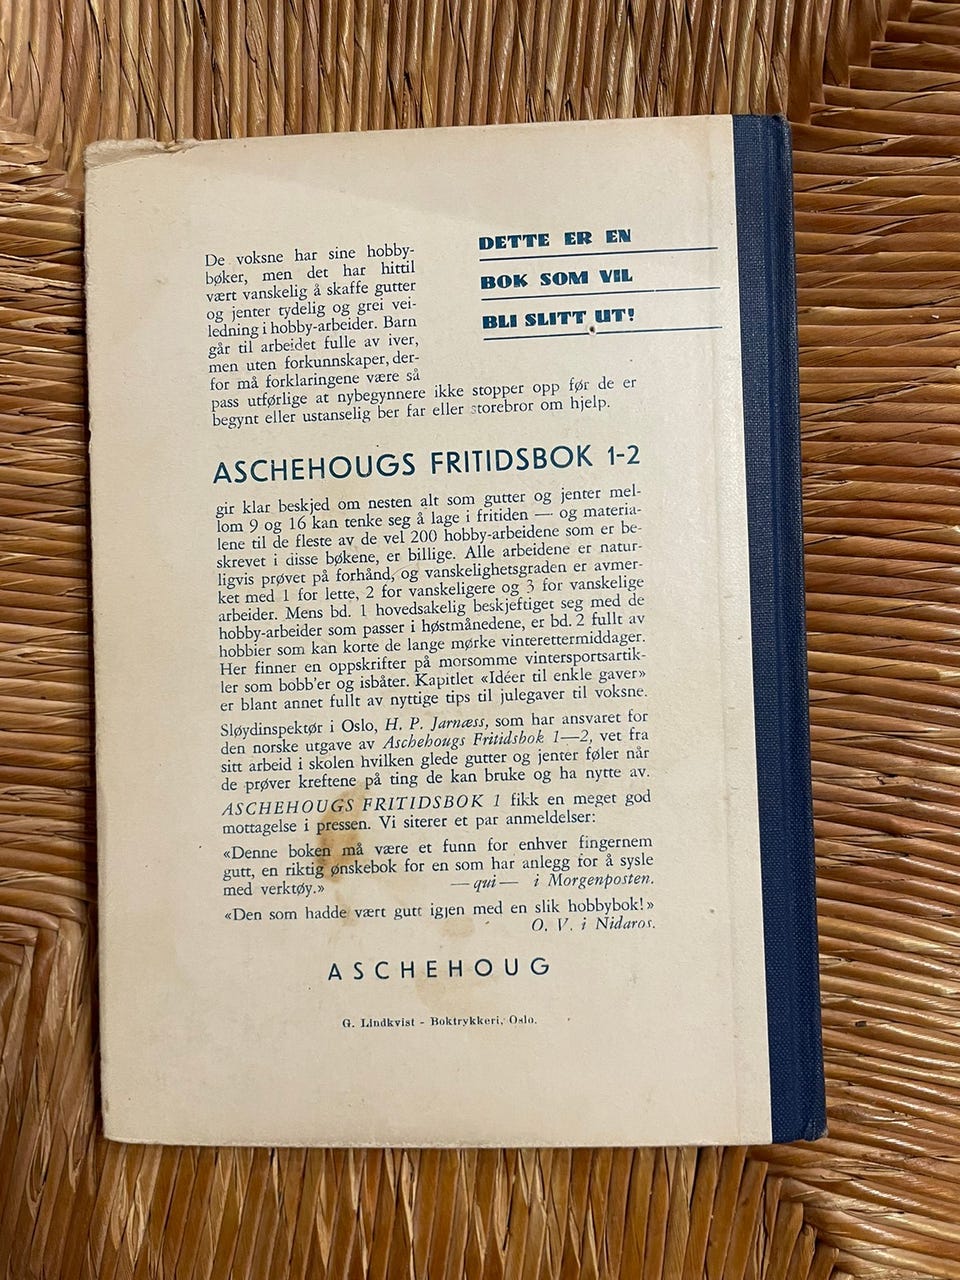 DETTE ER EN
BOK SOM VIL
BLI SLITT UT!
De voksne har sine hobby-
bøker, men det har hittil
vært vanskelig å skaffe gutter
og jenter tydelig og grei vei-
ledning i hobby-arbeider. Barn
går til arbeidet fulle av iver,
men uten forkunnskaper, der-
for må forklaringene være så
pass utførlige at nybegynnere ikke stopper opp før de er
begynt eller ustanselig ber far eller storebror om hjelp.
ASCHEHOUGS FRITIDSBOK 1-2
gir klar beskjed om nesten alt som gutter og jenter mel-
lom 9 og 16 kan tenke seg å lage i fritiden — og materia-
lene til de fleste av de vel 200 hobby-arbeidene som er be-
skrevet i disse bøkene, er billige. Alle arbeidene er natur-
ligvis prøvet på forhånd, og vanskelighetsgraden er avmer-
ket med 1 for lette, 2 for vanskeligere og 3 for vanskelige
arbeider. Mens bd. 1 hovedsakelig beskjeftiget seg med de
hobby-arbeider som passer i høstmånedene, er bd. 2 fullt av
hobbier som kan korte de lange mørke vinterettermiddager.
Her finner en oppskrifter på morsomme vintersportsartik-
ler som bobb'er og isbåter. Kapitlet «Idéer til enkle gaver»
er blant annet fullt av nyttige tips til julegaver til voksne.
Sløydinspektør i Oslo, H. P. Jarnæss, som har ansvaret for
den norske utgave av Aschehougs Fritidsbok 1—2, vet fra
sitt arbeid i skolen hvilken glede gutter og jenter føler når
de prøver kreftene på ting de kan bruke og ha nytte av.
ASCHEHOUGS FRITIDSBOK 1 fikk en meget god
mottagelse i pressen. Vi siterer et par anmeldelser:
«Denne boken må være et funn for enhver fingernem
gutt, en riktig ønskebok for en som har anlegg for å sysle
med verktøy.» —qui— i Morgenposten.
«Den som hadde vært gutt igjen med en slik hobbybok!»
O. V. i Nidaros.
ASCHEHOUG
G. Lindkvist - Boktrykkeri, Oslo.